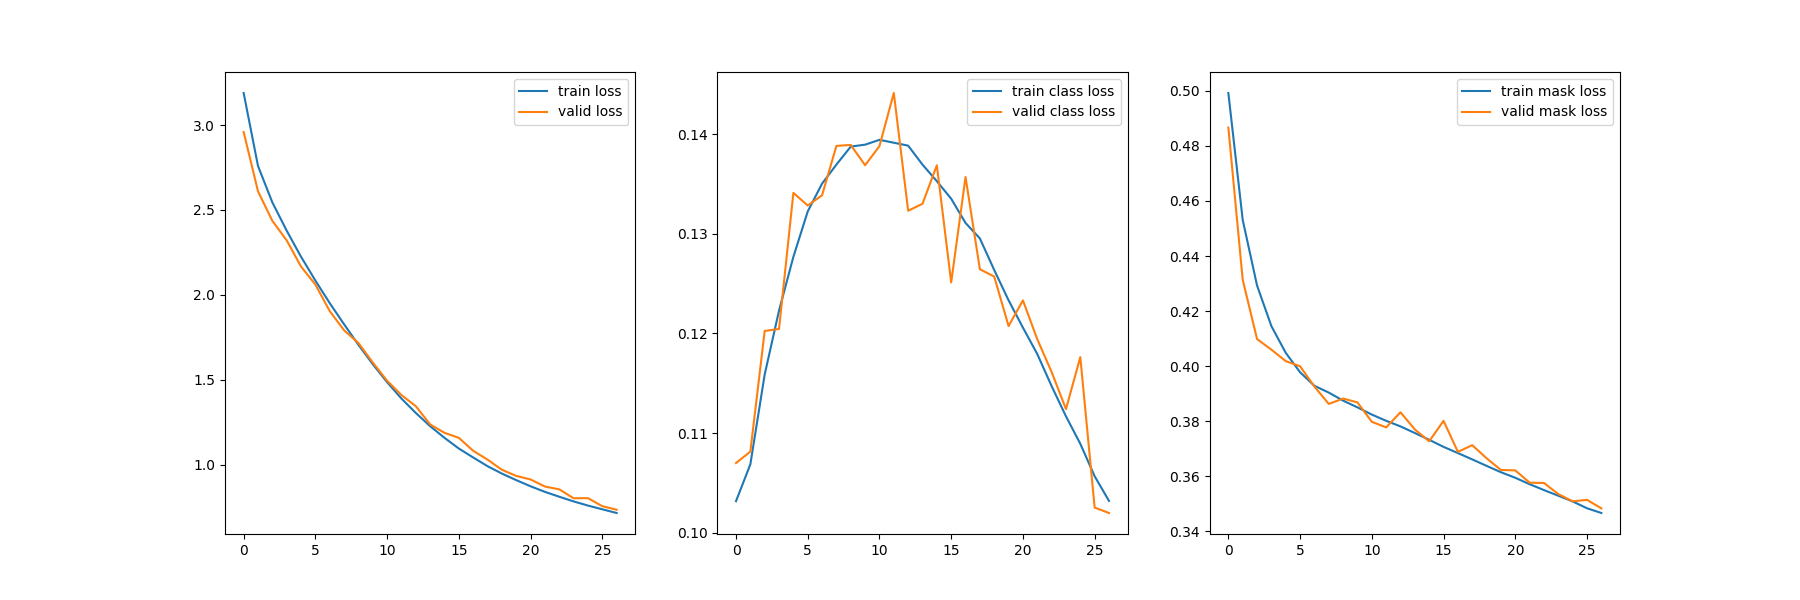 train loss
valid loss
3.0
2.5
2.0
1.5
1.0
0 5 10 15 20 25
train class loss
valid class loss
0.14
0.13
0.12
0.11
0.10
0 5 10 15 20 25
train mask loss
valid mask loss
0.50
0.48
0.46
0.44
0.42
0.40
0.38
0.36
0.34
0 5 10 15 20 25